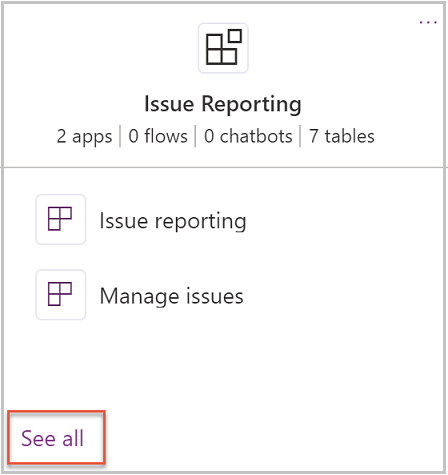 ...
Issue Reporting
2 apps | 0 flows | 0 chatbots | 7 tables
Issue reporting
Manage issues
See all